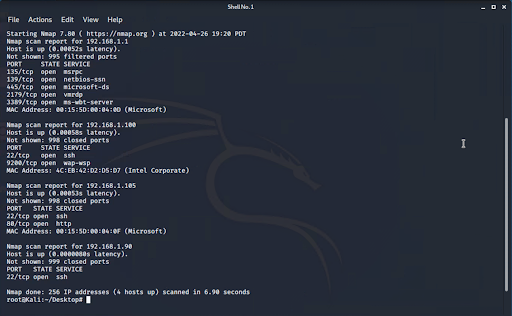 Shell No. 1
File Actions Edit View Help
Starting Nmap 7.80 ( https://nmap.org ) at 2022-04-26 19:20 PDT
Nmap scan report for 192.168.1.1
Host is up (0.00052s latency).
Not shown: 995 filtered ports
PORT STATE SERVICE
135/tcp open msrpc
139/tcp open netbios-ssn
445/tcp open microsoft-ds
2179/tcp open vmrdp
3389/tcp open ms-wbt-server
MAC Address: 00:15:5D:00:04:0D (Microsoft)
Nmap scan report for 192.168.1.100
Host is up (0.00058s latency).
Not shown: 998 closed ports
PORT STATE SERVICE
22/tcp open ssh
9200/tcp open wap-wsp
MAC Address: 4C:EB:42:D2:D5:D7 (Intel Corporate)
Nmap scan report for 192.168.1.105
Host is up (0.00053s latency).
Not shown: 998 closed ports
PORT STATE SERVICE
22/tcp open ssh
80/tcp open http
MAC Address: 00:15:5D:00:04:0F (Microsoft)
Nmap scan report for 192.168.1.90
Host is up (0.0000080s latency).
Not shown: 999 closed ports
PORT STATE SERVICE
22/tcp open ssh
Nmap done: 256 IP addresses (4 hosts up) scanned in 6.90 seconds
root@Kali:~/Desktop#